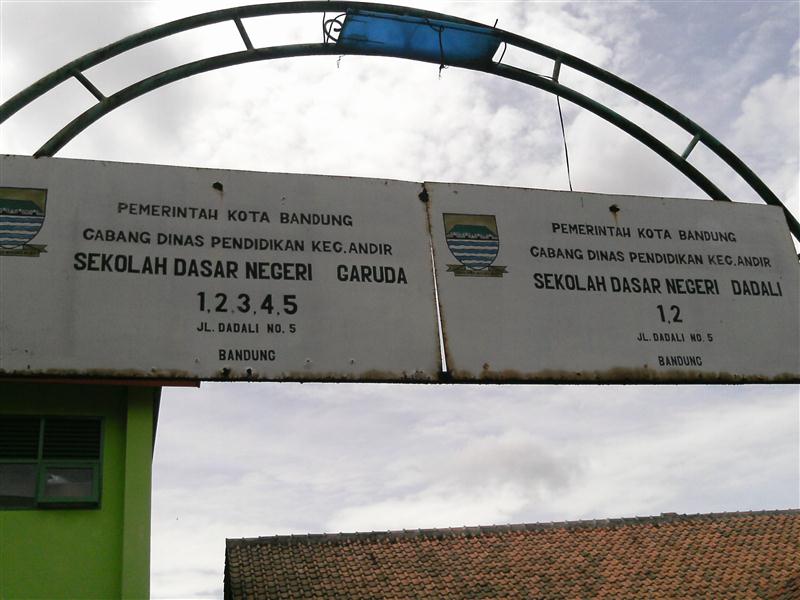 PEMERINTAH KOTA BANDUNG
CABANG DINAS PENDIDIKAN KEC.ANDIR
SEKOLAH DASAR NEGERI GARUDA
1,2,3,4,5
JL. DADALI NO. 5
BANDUNG
PEMERINTAH KOTA BANDUNG
CABANG DINAS PENDIDIKAN KEC.ANDIR
SEKOLAH DASAR NEGERI DADALI
1,2
JL. DADALI NO. 5
BANDUNG